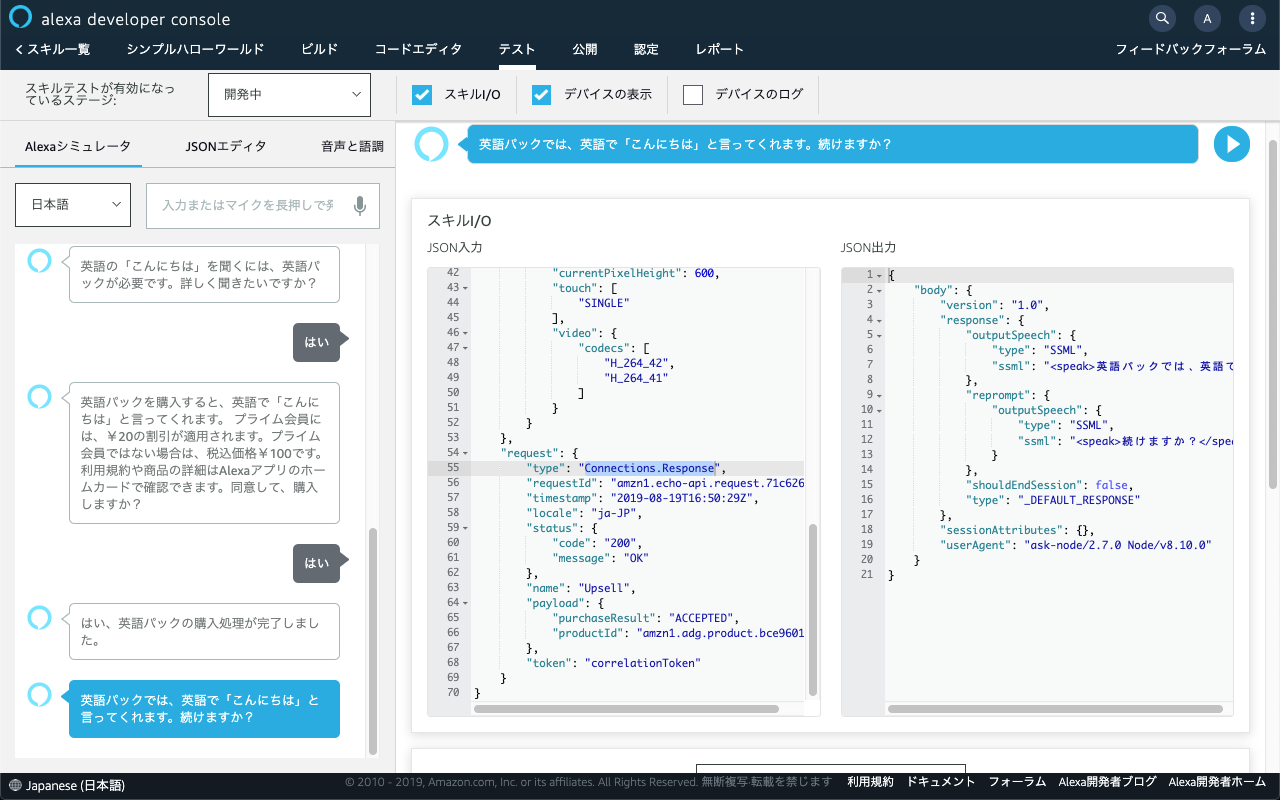 alexa developer console
A
スキル一覧
シンプルハローワールド
ビルド
コードエディタ
テスト
公開
認定
レポート
フィードバックフォーラム
スキルテストが有効になっ
ているステージ:
開発中
スキルI/O
デバイスの表示
デバイスのログ
Alexaシミュレータ
JSONエディタ
音声と語調
日本語
入力またはマイクを長押しで発
英語の「こんにちは」を聞くには、英語パ
ックが必要です。詳しく聞きたいですか？
はい
英語パックを購入すると、英語で「こんに
ちは」と言ってくれます。 プライム会員に
は、￥20の割引が適用されます。プライム
会員ではない場合は、税込価格￥100です。
利用規約や商品の詳細はAlexaアプリのホー
ムカードで確認できます。同意して、購入
しますか？
はい
はい、英語パックの購入処理が完了しまし
た。
英語パックでは、英語で「こんにちは」と
言ってくれます。続けますか？
英語パックでは、英語で「こんにちは」と言ってくれます。続けますか？
スキルI/O
JSON入力
42 "currentPixelHeight": 600,
43 "touch": [
44 "SINGLE"
45 ],
46 "video": {
47 "codecs": [
48 "H_264_42",
49 "H_264_41"
50 ]
51 }
52 }
53 },
54 "request": {
55 "type": "Connections.Response",
56 "requestId": "amzn1.echo-api.request.71c626
57 "timestamp": "2019-08-19T16:50:29Z",
58 "locale": "ja-JP",
59 "status": {
60 "code": "200",
61 "message": "OK"
62 },
63 "name": "Upsell",
64 "payload": {
65 "purchaseResult": "ACCEPTED",
66 "productId": "amzn1.adg.product.bce9601
67 },
68 "token": "correlationToken"
69 }
70 }
JSON出力
1 {
2 "body": {
3 "version": "1.0",
4 "response": {
5 "outputSpeech": {
6 "type": "SSML",
7 "ssml": "<speak>英語パックでは、英語で
8 },
9 "reprompt": {
10 "outputSpeech": {
11 "type": "SSML",
12 "ssml": "<speak>続けますか？</spea
13 }
14 },
15 "shouldEndSession": false,
16 "type": "_DEFAULT_RESPONSE"
17 },
18 "sessionAttributes": {},
19 "userAgent": "ask-node/2.7.0 Node/v8.10.0"
20 }
21 }
Japanese (日本語)
© 2010 - 2019, Amazon.com, Inc. or its affiliates. All Rights Reserved. 無断複写·転載を禁じます
利用規約
ドキュメント
フォーラム
Alexa開発者ブログ
Alexa開発者ホーム